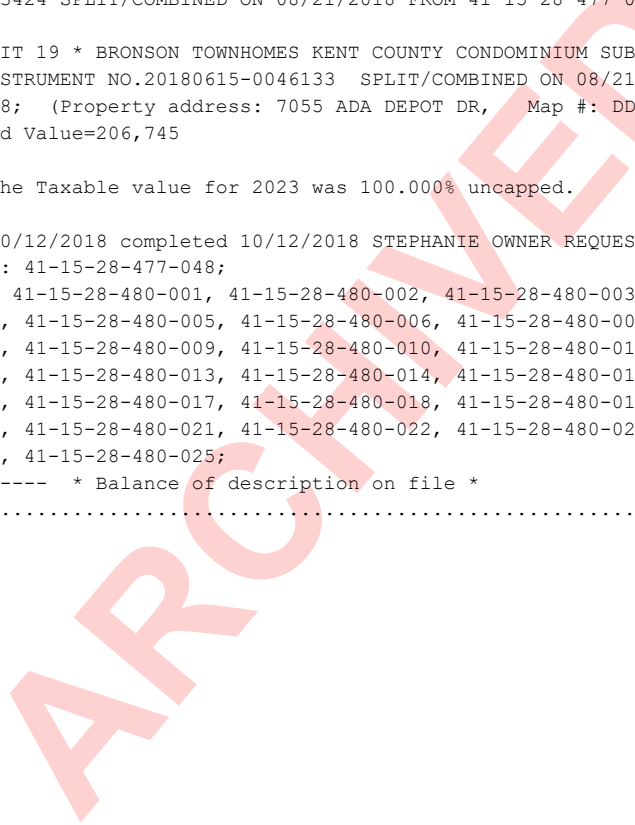 3424 SPLIT/COMBINED ON 08/21/2018 FROM 41-15-28-477-0
IT 19 * BRONSON TOWNHOMES KENT COUNTY CONDOMINIUM SUB
STRUMENT NO.20180615-0046133  SPLIT/COMBINED ON 08/21
8;  (Property address: 7055 ADA DEPOT DR,   Map #: DD
d Value=206,745
he Taxable value for 2023 was 100.000% uncapped.
0/12/2018 completed 10/12/2018 STEPHANIE OWNER REQUES
: 41-15-28-477-048;
41-15-28-480-001, 41-15-28-480-002, 41-15-28-480-003
, 41-15-28-480-005, 41-15-28-480-006, 41-15-28-480-00
, 41-15-28-480-009, 41-15-28-480-010, 41-15-28-480-01
, 41-15-28-480-013, 41-15-28-480-014, 41-15-28-480-01
, 41-15-28-480-017, 41-15-28-480-018, 41-15-28-480-01
, 41-15-28-480-021, 41-15-28-480-022, 41-15-28-480-02
, 41-15-28-480-025;
----  * Balance of description on file *
.....................................................
ARCHIVED